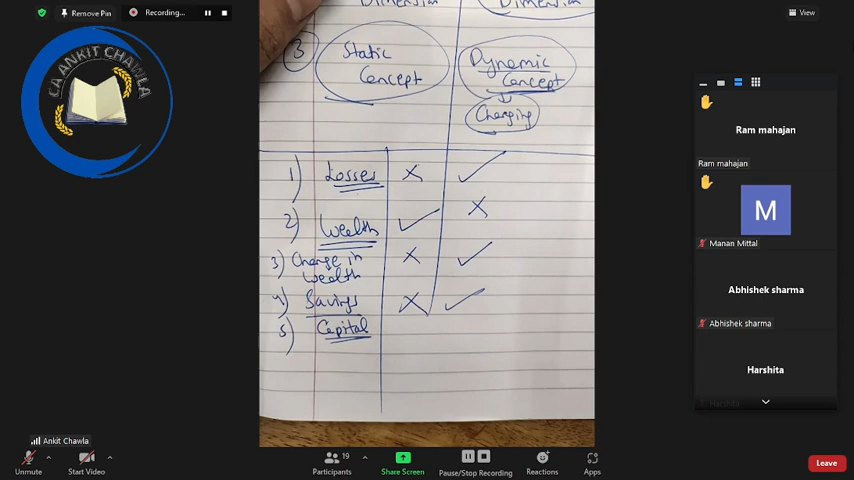 Remove Pin
Recording...
View
CA ANKIT CHAWLA
Dimension
Dimension
3
Static
Concept
Dynamic
Concept
Changing
1) Losses × ✓
2) Wealth ✓ ×
3) Change in
wealth × ✓
4) Savings × ✓
5) Capital
Ram mahajan
Ram mahajan
M
Manan Mittal
Abhishek sharma
Abhishek sharma
Harshita
Harshita
Ankit Chawla
Unmute
Start Video
Participants
19
Share Screen
Pause/Stop Recording
Reactions
Apps
Leave